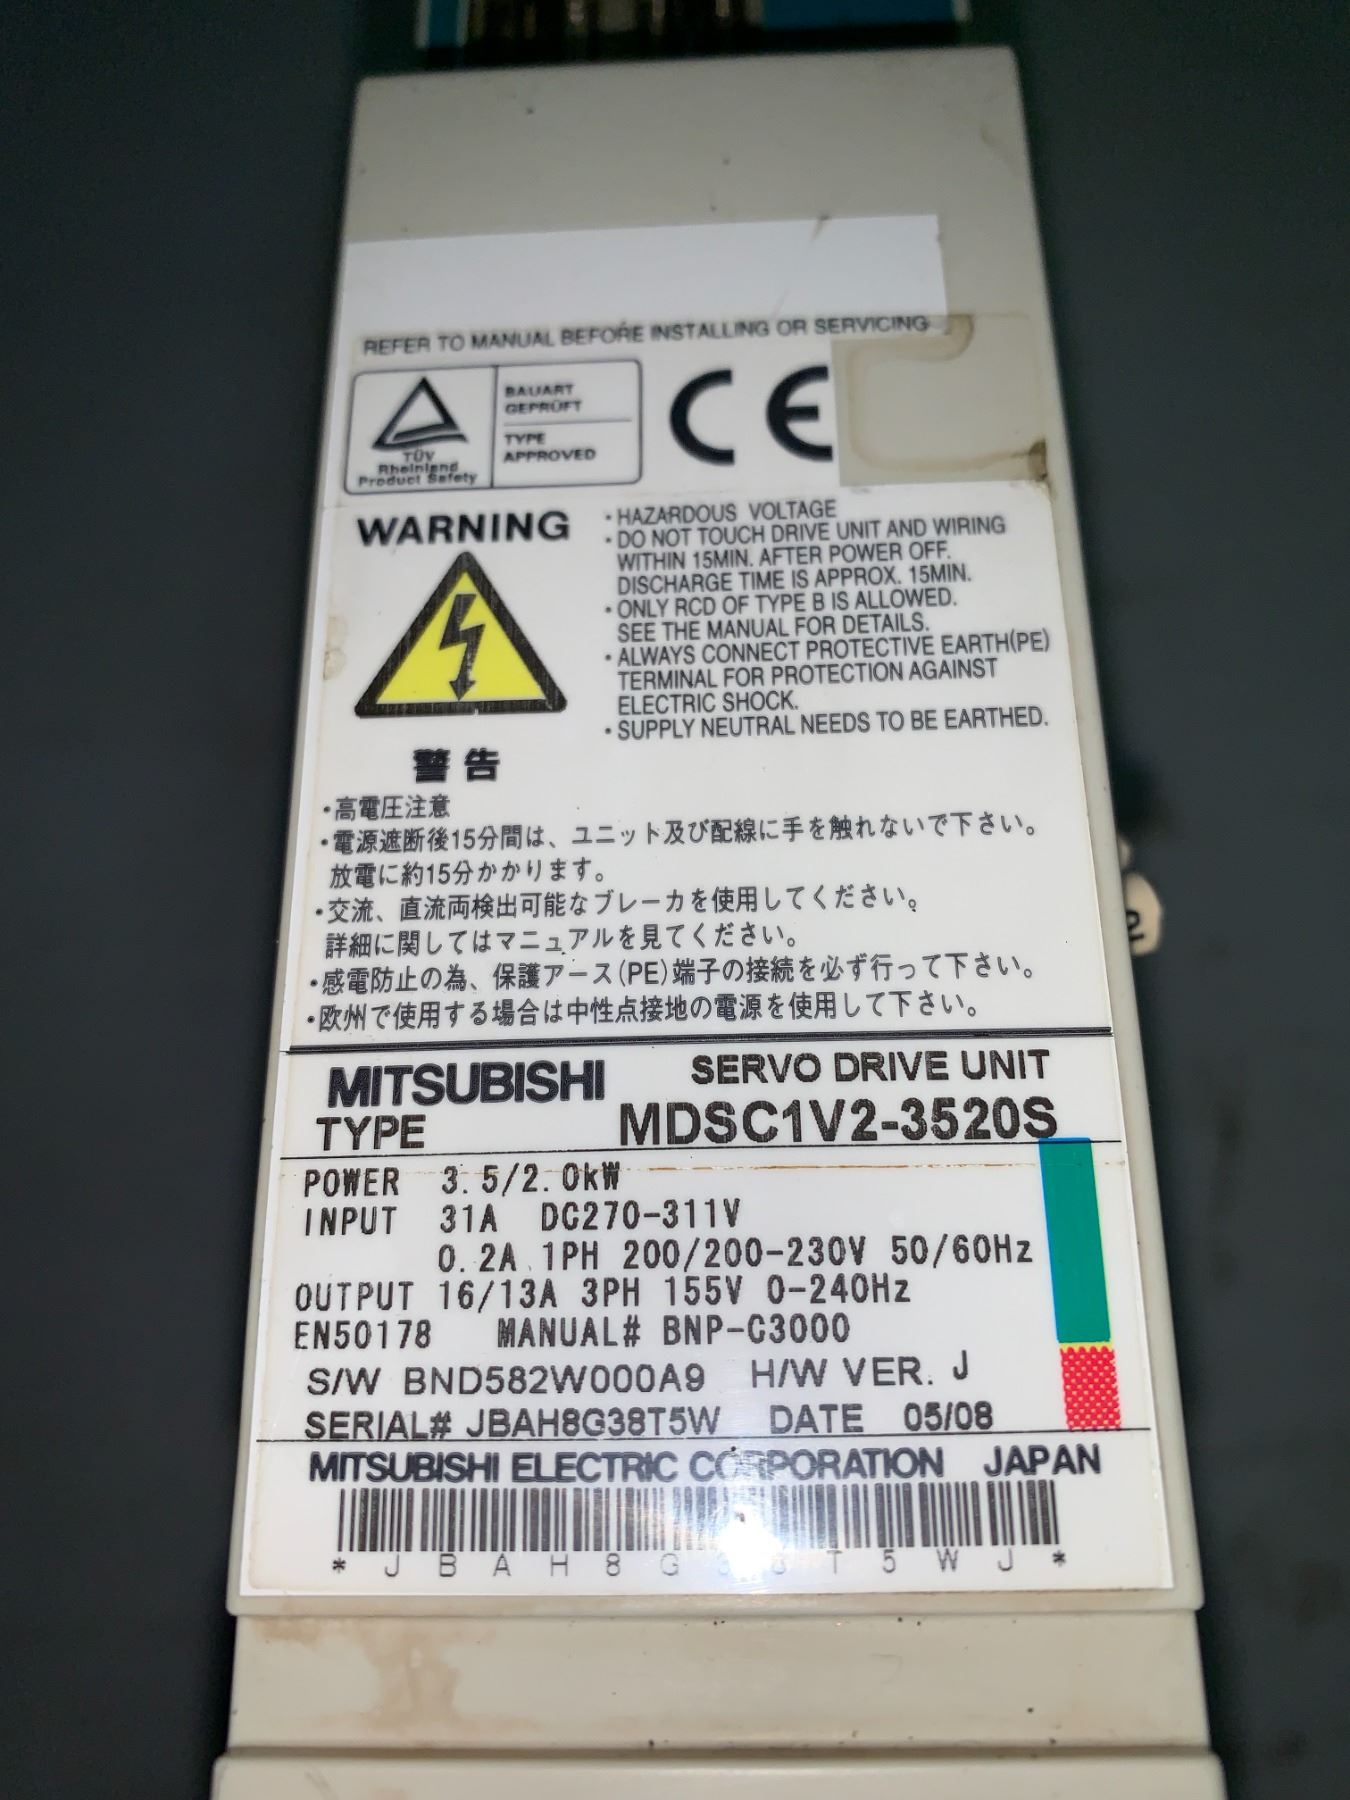 REFER TO MANUAL BEFORE INSTALLING OR SERVICING
TÜV
Rheinland
Product Safety
BAUART
GEPRÜFT
TYPE
APPROVED
CE
WARNING
・HAZARDOUS VOLTAGE
・DO NOT TOUCH DRIVE UNIT AND WIRING
WITHIN 15MIN. AFTER POWER OFF.
DISCHARGE TIME IS APPROX. 15MIN.
・ONLY RCD OF TYPE B IS ALLOWED.
SEE THE MANUAL FOR DETAILS.
・ALWAYS CONNECT PROTECTIVE EARTH(PE)
TERMINAL FOR PROTECTION AGAINST
ELECTRIC SHOCK.
・SUPPLY NEUTRAL NEEDS TO BE EARTHED.
警告
・高電圧注意
・電源遮断後15分間は、ユニット及び配線に手を触れないで下さい。
放電に約15分かかります。
・交流、直流両検出可能なブレーカを使用してください。
詳細に関してはマニュアルを見てください。
・感電防止の為、保護アース(PE)端子の接続を必ず行って下さい。
・欧州で使用する場合は中性点接地の電源を使用して下さい。
MITSUBISHI SERVO DRIVE UNIT
TYPE MDSC1V2-3520S
POWER 3.5/2.0kW
INPUT 31A DC270-311V
0.2A 1PH 200/200-230V 50/60Hz
OUTPUT 16/13A 3PH 155V 0-240Hz
EN50178 MANUAL# BNP-C3000
S/W BND582W000A9 H/W VER. J
SERIAL# JBAH8G38T5W DATE 05/08
MITSUBISHI ELECTRIC CORPORATION JAPAN
*JBAH8G38T5WJ*